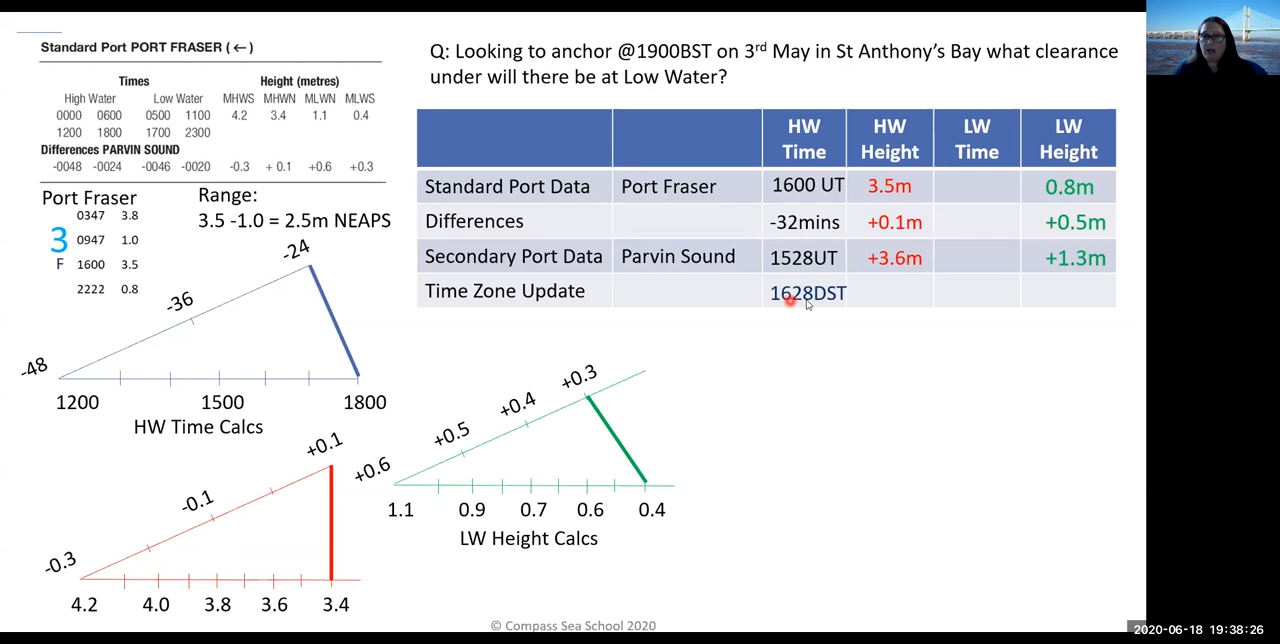 Standard Port PORT FRASER (←)
Times Height (metres)
High Water Low Water MHWS MHWN MLWN MLWS
0000 0600 0500 1100 4.2 3.4 1.1 0.4
1200 1800 1700 2300
Differences PARVIN SOUND
-0048 -0024 -0046 -0020 -0.3 + 0.1 +0.6 +0.3
Port Fraser
0347 3.8
3 0947 1.0
F 1600 3.5
2222 0.8
Range:
3.5 -1.0 = 2.5m NEAPS
Q: Looking to anchor @1900BST on 3rd May in St Anthony's Bay what clearance
under will there be at Low Water?
HW Time HW Height LW Time LW Height
Standard Port Data Port Fraser 1600 UT 3.5m 0.8m
Differences -32mins +0.1m +0.5m
Secondary Port Data Parvin Sound 1528UT +3.6m +1.3m
Time Zone Update 1628DST
-24
-36
-48
1200 1500 1800
HW Time Calcs
+0.1
-0.1
-0.3
4.2 4.0 3.8 3.6 3.4
+0.3
+0.4
+0.5
+0.6
1.1 0.9 0.7 0.6 0.4
LW Height Calcs
© Compass Sea School 2020
2020-06-18 19:38:26